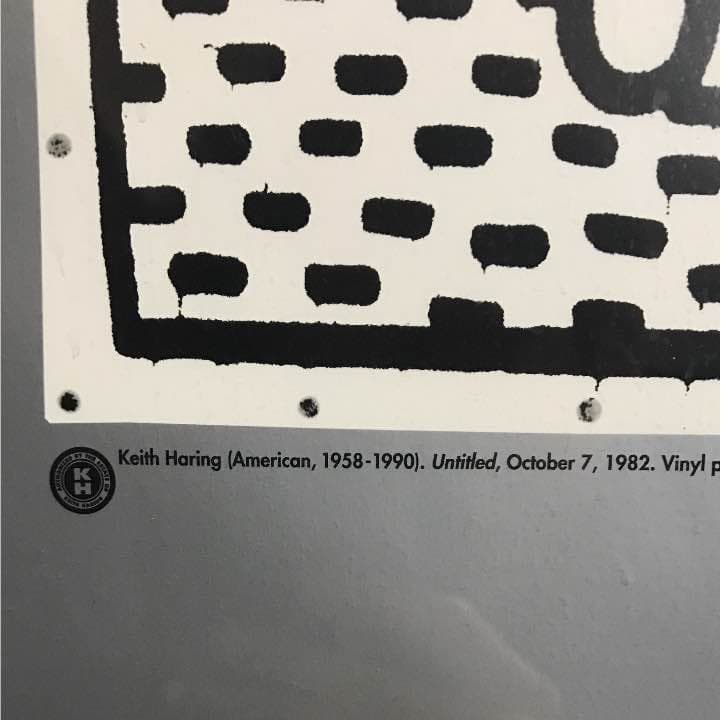 Keith Haring (American, 1958-1990). Untitled, October 7, 1982. Vinyl p
K
H